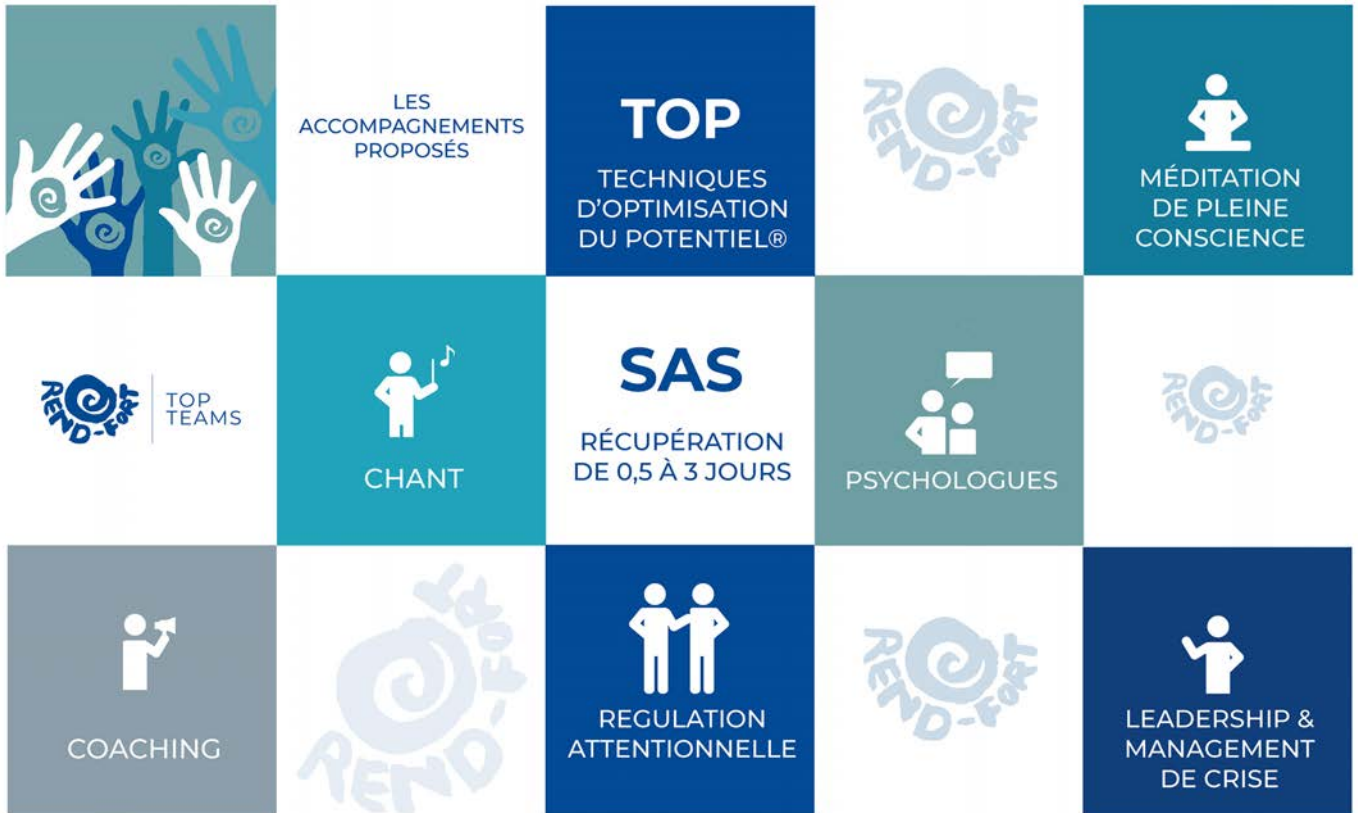 LES
ACCOMPAGNEMENTS
PROPOSÉS
TOP
TECHNIQUES
D'OPTIMISATION
DU POTENTIEL®
REND-FORT
MÉDITATION
DE PLEINE
CONSCIENCE
REND-FORT
TOP
TEAMS
CHANT
SAS
RÉCUPÉRATION
DE 0,5 À 3 JOURS
PSYCHOLOGUES
REND-FORT
COACHING
REND-FORT
REGULATION
ATTENTIONNELLE
REND-FORT
LEADERSHIP &
MANAGEMENT
DE CRISE